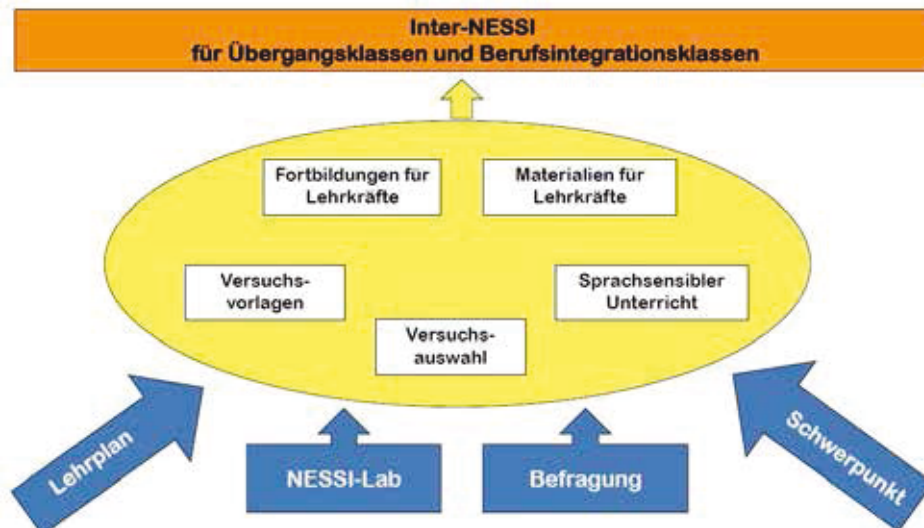 Inter-NESSI
für Übergangsklassen und Berufsintegrationsklassen
Fortbildungen für
Lehrkräfte
Materialien für
Lehrkräfte
Versuchs-
vorlagen
Sprachsensibler
Unterricht
Versuchs-
auswahl
Lehrplan
NESSI-Lab
Befragung
Schwerpunkt